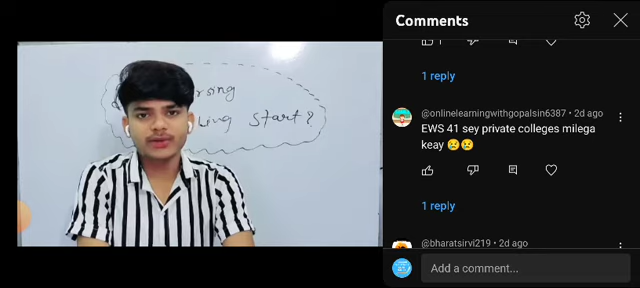 Comments
1 reply
@onlinelearningwithgopalsin6387 • 2d ago
EWS 41 sey private colleges milega
keay 😢😢
1 reply
@bharatsirvi219 • 2d ago
Add a comment...
Start?